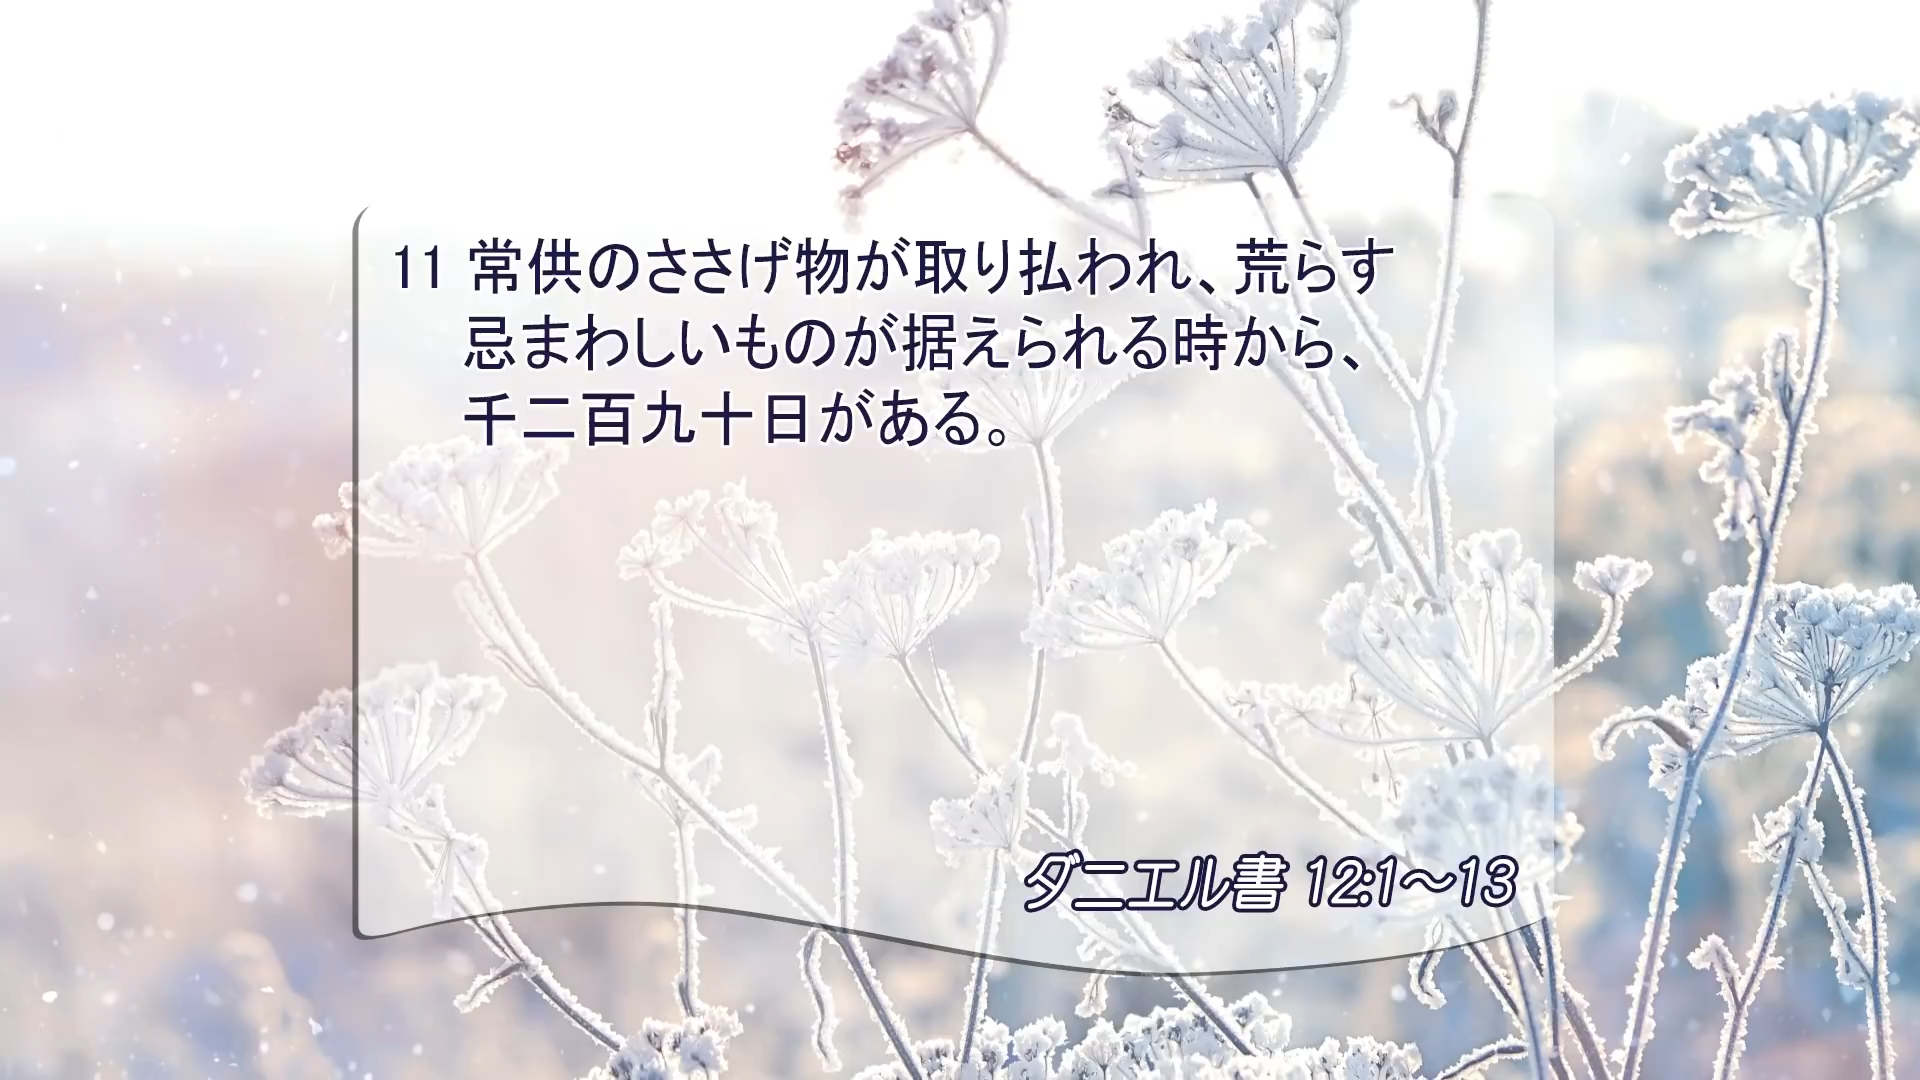 11 常供のささげ物が取り払われ、荒らす
忌まわしいものが据えられる時から、
千二百九十日がある。
ダニエル書 12:1～13